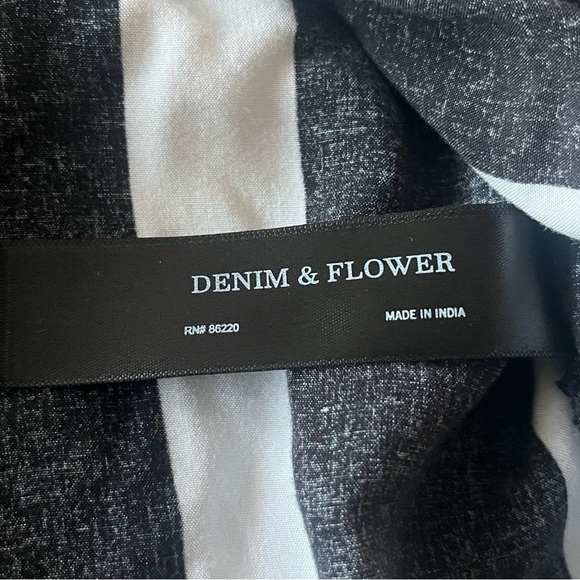 DENIM & FLOWER
RN# 86220
MADE IN INDIA